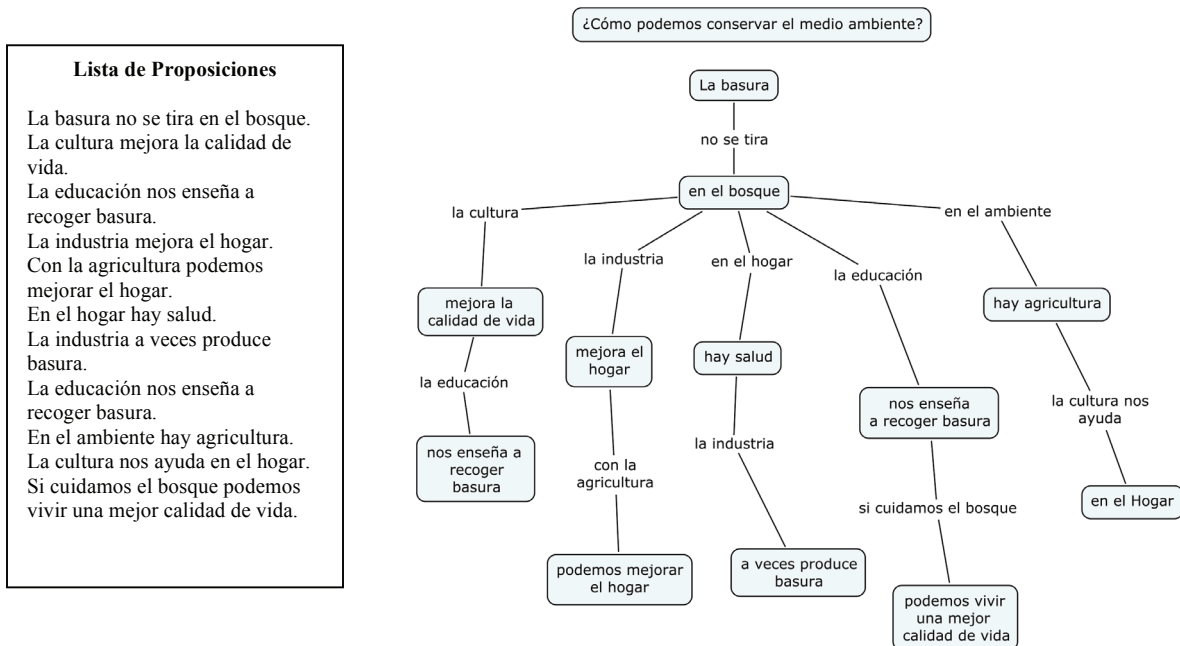 Lista de Proposiciones
La basura no se tira en el bosque.
La cultura mejora la calidad de
vida.
La educación nos enseña a
recoger basura.
La industria mejora el hogar.
Con la agricultura podemos
mejorar el hogar.
En el hogar hay salud.
La industria a veces produce
basura.
La educación nos enseña a
recoger basura.
En el ambiente hay agricultura.
La cultura nos ayuda en el hogar.
Si cuidamos el bosque podemos
vivir una mejor calidad de vida.
¿Cómo podemos conservar el medio ambiente?
La basura
no se tira
en el bosque
la cultura
mejora la
calidad de vida
la educación
nos enseña a
recoger
basura
la industria
mejora el
hogar
con la
agricultura
podemos mejorar
el hogar
en el hogar
hay salud
la industria
a veces produce
basura
la educación
nos enseña
a recoger basura
si cuidamos el bosque
podemos vivir
una mejor
calidad de vida
en el ambiente
hay agricultura
la cultura nos
ayuda
en el Hogar